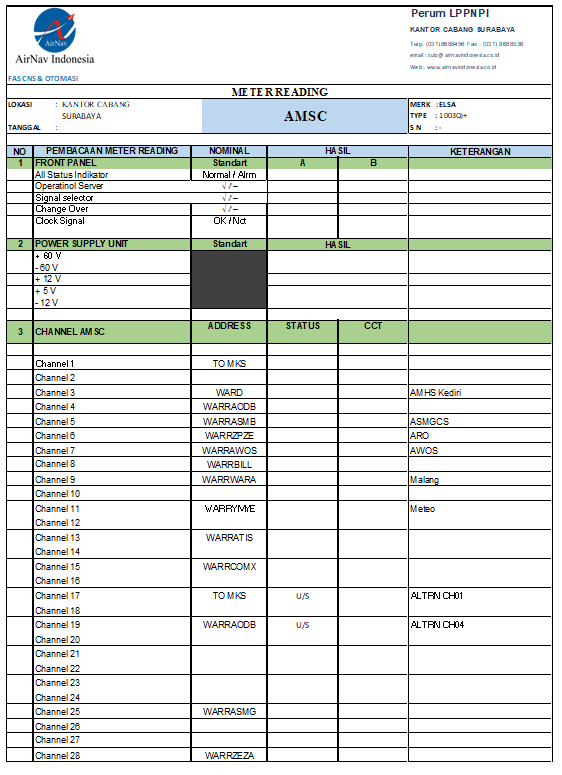 AirNav
AirNav Indonesia
Perum LPPNPI
KANTOR CABANG SURABAYA
Telp. (031) 8688456 Fax : (031) 8688536
email : sub@airnavindonesia.co.id
Web : www.airnavindonesia.co.id
FAS CNS & OTOMASI
METER READING
LOKASI : KANTOR CABANG SURABAYA
TANGGAL :
AMSC
MERK : ELSA
TYPE : 1003QI+
S N : -
NO PEMBACAAN METER READING NOMINAL HASIL KETERANGAN
1 FRONT PANEL Standart A B
All Status Indikator Normal / Alrm
Operatinol Server √ / –
Signal selector √ / –
Change Over √ / –
Clock Signal OK / Not
2 POWER SUPPLY UNIT Standart HASIL
+ 60 V
- 60 V
+ 12 V
+ 5 V
- 12 V
3 CHANNEL AMSC ADDRESS STATUS CCT
Channel 1 TO MKS
Channel 2
Channel 3 WARD AMHS Kediri
Channel 4 WARRAODB
Channel 5 WARRASMB ASMGCS
Channel 6 WARRZPZE ARO
Channel 7 WARRAWOS AWOS
Channel 8 WARRBILL
Channel 9 WARRWARA Malang
Channel 10
Channel 11 WARRYMYE Meteo
Channel 12
Channel 13 WARRATIS
Channel 14
Channel 15 WARRCOMX
Channel 16
Channel 17 TO MKS U/S ALTRN CH01
Channel 18
Channel 19 WARRAODB U/S ALTRN CH04
Channel 20
Channel 21
Channel 22
Channel 23
Channel 24
Channel 25 WARRASMG
Channel 26
Channel 27
Channel 28 WARRZEZA